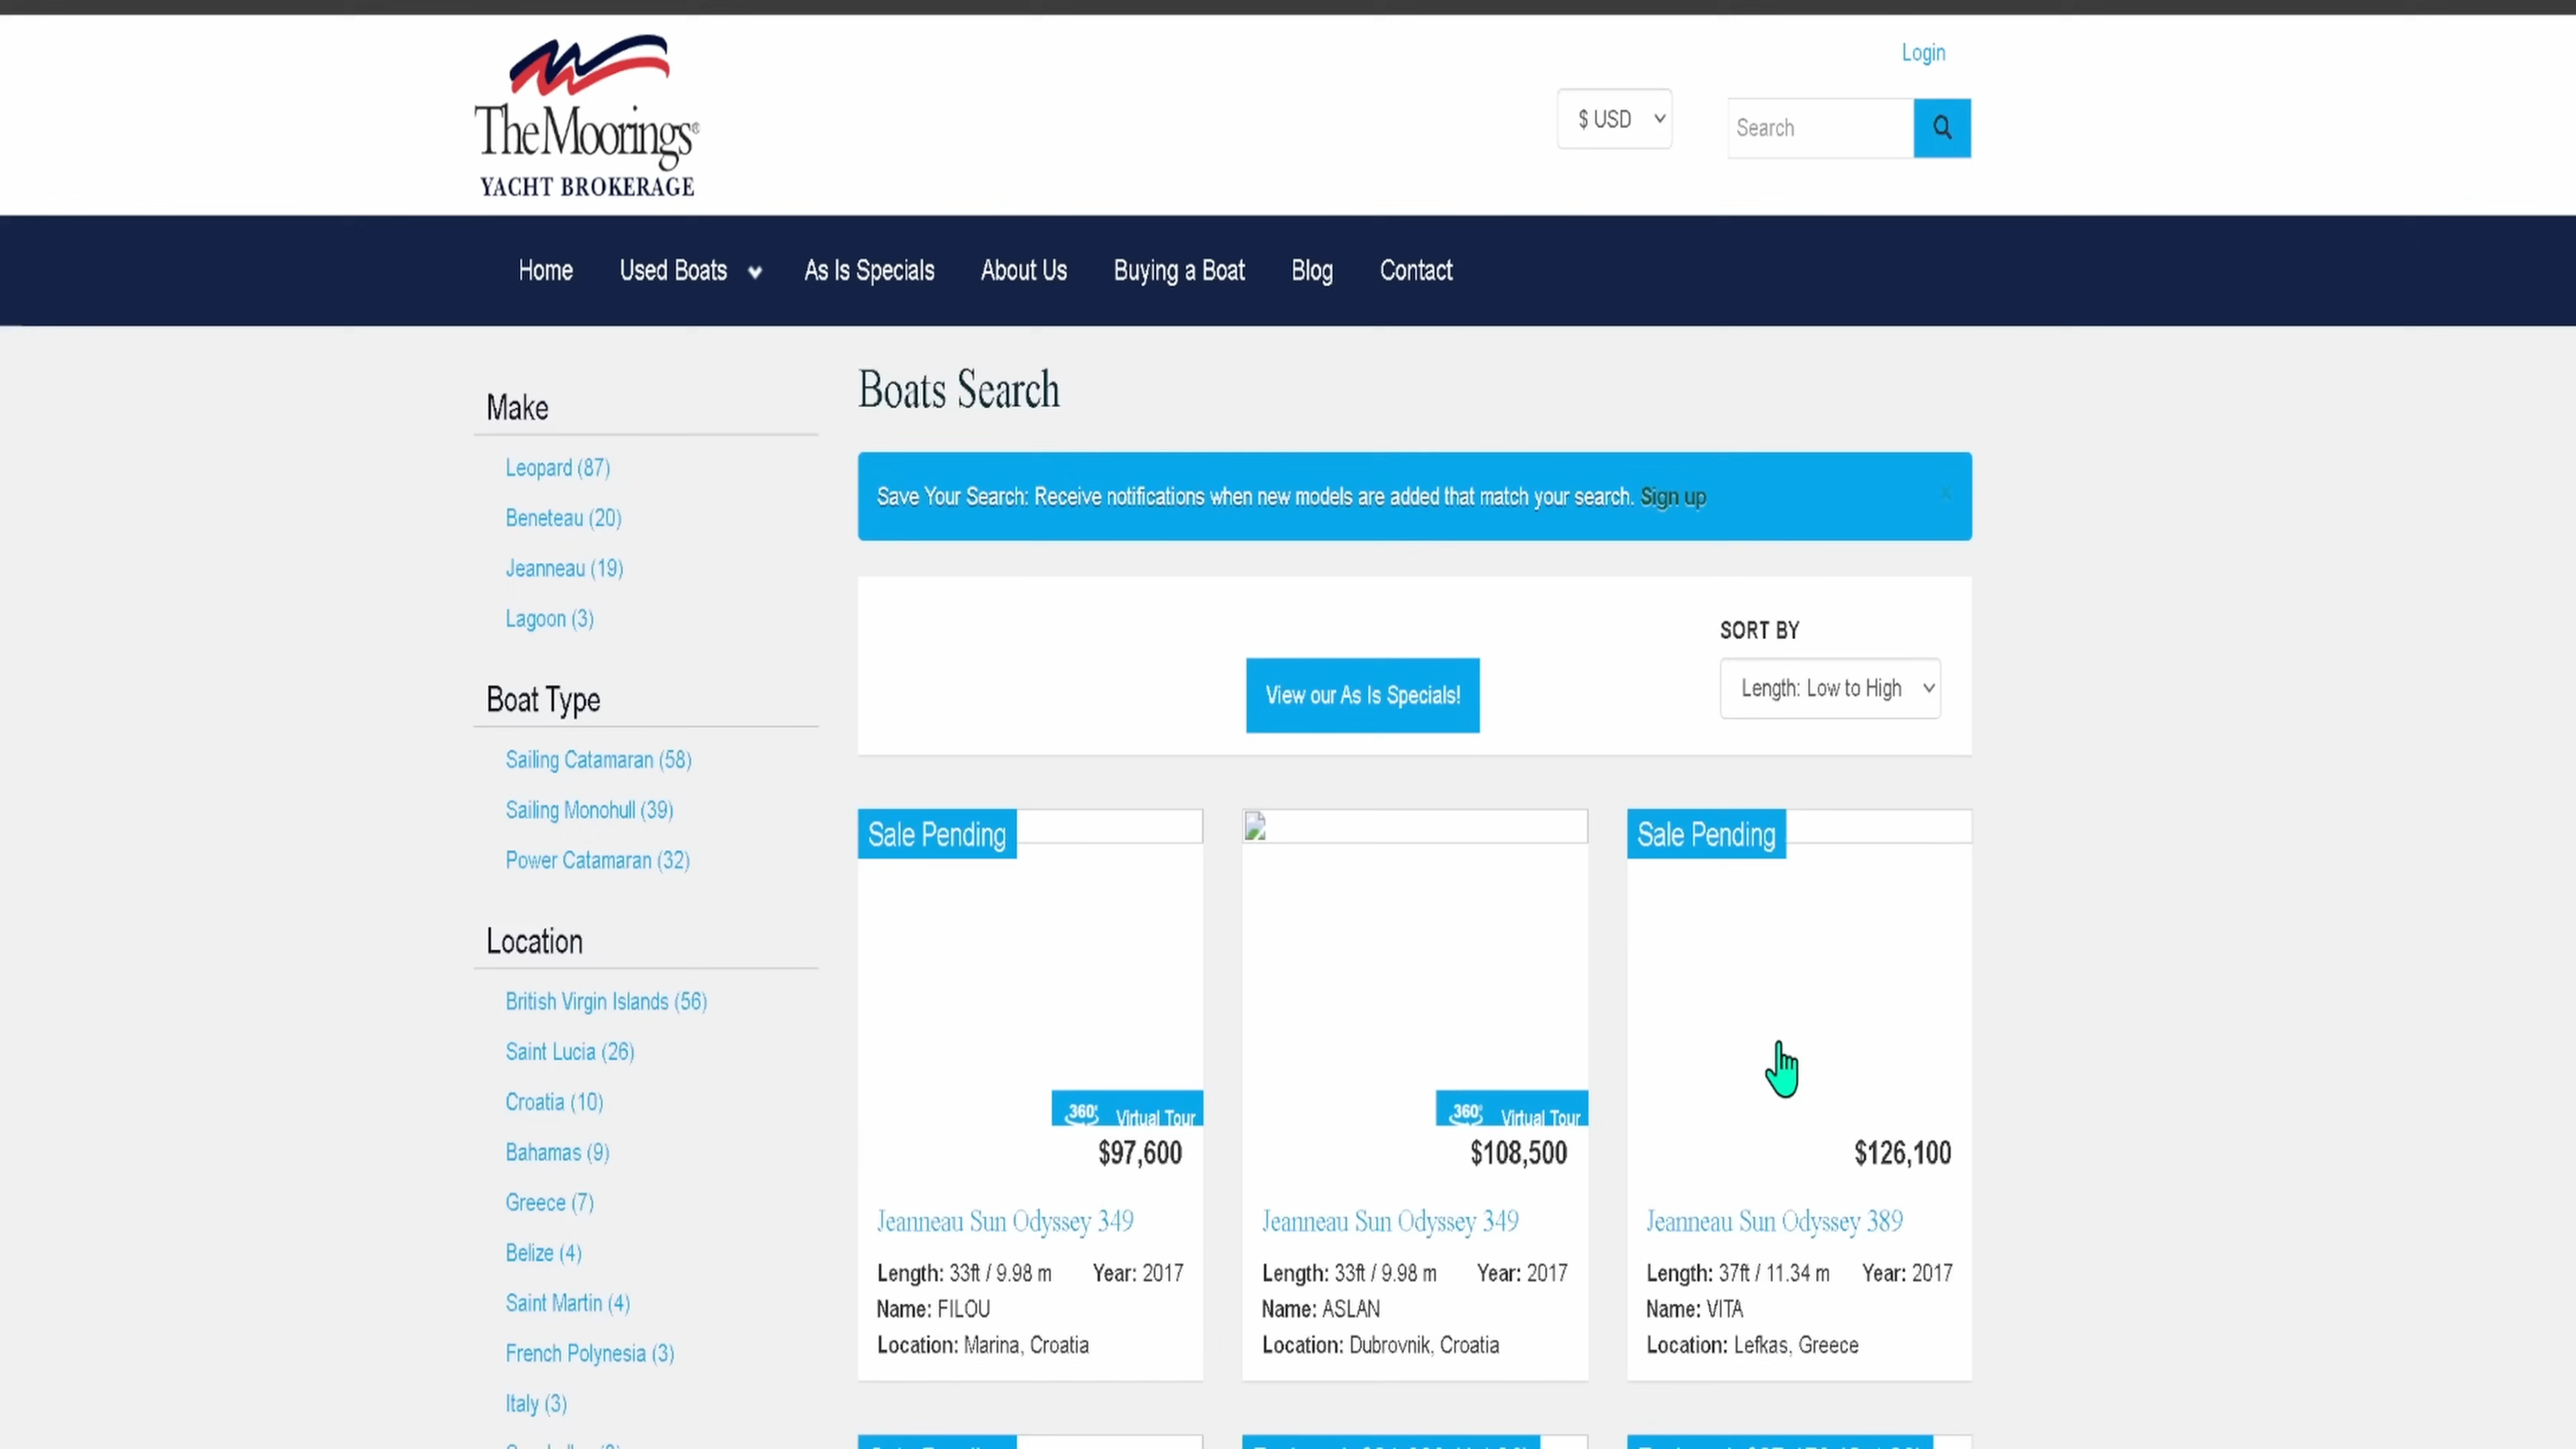 The Moorings®
YACHT BROKERAGE
Login
$ USD
Search
Home
Used Boats
As Is Specials
About Us
Buying a Boat
Blog
Contact
Make
Leopard (87)
Beneteau (20)
Jeanneau (19)
Lagoon (3)
Boat Type
Sailing Catamaran (58)
Sailing Monohull (39)
Power Catamaran (32)
Location
British Virgin Islands (56)
Saint Lucia (26)
Croatia (10)
Bahamas (9)
Greece (7)
Belize (4)
Saint Martin (4)
French Polynesia (3)
Italy (3)
Boats Search
Save Your Search: Receive notifications when new models are added that match your search. Sign up
×
View our As Is Specials!
SORT BY
Length: Low to High
Sale Pending
360° Virtual Tour
$97,600
Jeanneau Sun Odyssey 349
Length: 33ft / 9.98 m Year: 2017
Name: FILOU
Location: Marina, Croatia
360° Virtual Tour
$108,500
Jeanneau Sun Odyssey 349
Length: 33ft / 9.98 m Year: 2017
Name: ASLAN
Location: Dubrovnik, Croatia
Sale Pending
$126,100
Jeanneau Sun Odyssey 389
Length: 37ft / 11.34 m Year: 2017
Name: VITA
Location: Lefkas, Greece